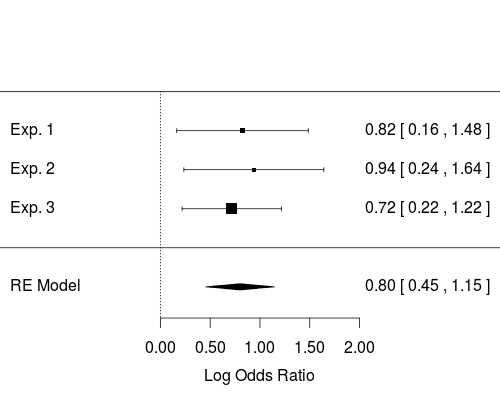 Exp. 1 0.82 [ 0.16 , 1.48 ]
Exp. 2 0.94 [ 0.24 , 1.64 ]
Exp. 3 0.72 [ 0.22 , 1.22 ]
RE Model 0.80 [ 0.45 , 1.15 ]
0.00 0.50 1.00 1.50 2.00
Log Odds Ratio